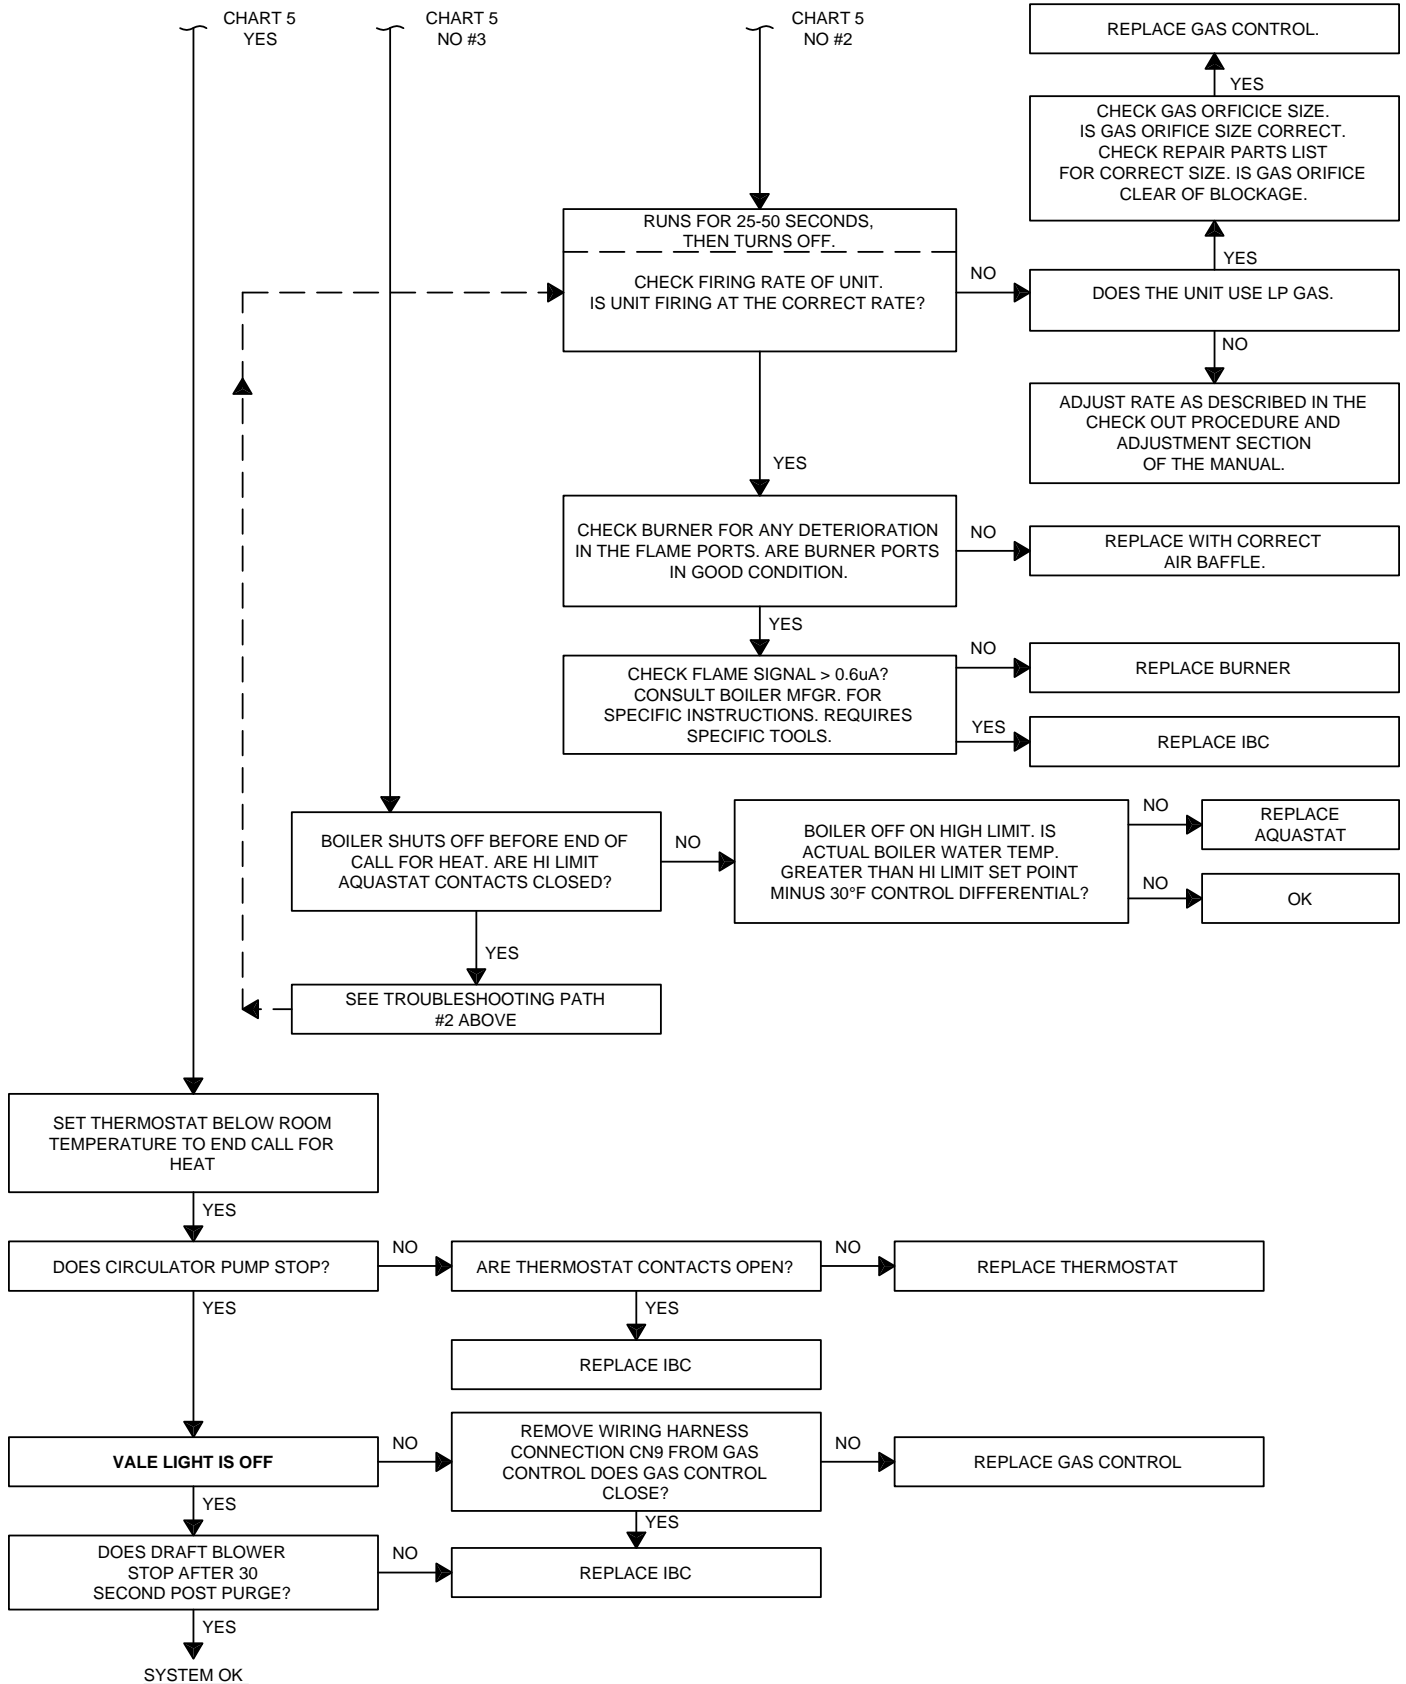 CHART 5
YES
CHART 5
NO #3
CHART 5
NO #2
REPLACE GAS CONTROL.
YES
CHECK GAS ORFICICE SIZE.
IS GAS ORIFICE SIZE CORRECT.
CHECK REPAIR PARTS LIST
FOR CORRECT SIZE. IS GAS ORIFICE
CLEAR OF BLOCKAGE.
YES
RUNS FOR 25-50 SECONDS,
THEN TURNS OFF.
CHECK FIRING RATE OF UNIT.
IS UNIT FIRING AT THE CORRECT RATE?
NO
DOES THE UNIT USE LP GAS.
NO
ADJUST RATE AS DESCRIBED IN THE
CHECK OUT PROCEDURE AND
ADJUSTMENT SECTION
OF THE MANUAL.
YES
CHECK BURNER FOR ANY DETERIORATION
IN THE FLAME PORTS. ARE BURNER PORTS
IN GOOD CONDITION.
NO
REPLACE WITH CORRECT
AIR BAFFLE.
YES
CHECK FLAME SIGNAL > 0.6uA?
CONSULT BOILER MFGR. FOR
SPECIFIC INSTRUCTIONS. REQUIRES
SPECIFIC TOOLS.
NO
REPLACE BURNER
YES
REPLACE IBC
BOILER SHUTS OFF BEFORE END OF
CALL FOR HEAT. ARE HI LIMIT
AQUASTAT CONTACTS CLOSED?
NO
BOILER OFF ON HIGH LIMIT. IS
ACTUAL BOILER WATER TEMP.
GREATER THAN HI LIMIT SET POINT
MINUS 30°F CONTROL DIFFERENTIAL?
NO
REPLACE
AQUASTAT
NO
OK
YES
SEE TROUBLESHOOTING PATH
#2 ABOVE
SET THERMOSTAT BELOW ROOM
TEMPERATURE TO END CALL FOR
HEAT
YES
DOES CIRCULATOR PUMP STOP?
NO
ARE THERMOSTAT CONTACTS OPEN?
NO
REPLACE THERMOSTAT
YES
YES
REPLACE IBC
VALE LIGHT IS OFF
NO
REMOVE WIRING HARNESS
CONNECTION CN9 FROM GAS
CONTROL DOES GAS CONTROL
CLOSE?
NO
REPLACE GAS CONTROL
YES
YES
DOES DRAFT BLOWER
STOP AFTER 30
SECOND POST PURGE?
NO
REPLACE IBC
YES
SYSTEM OK